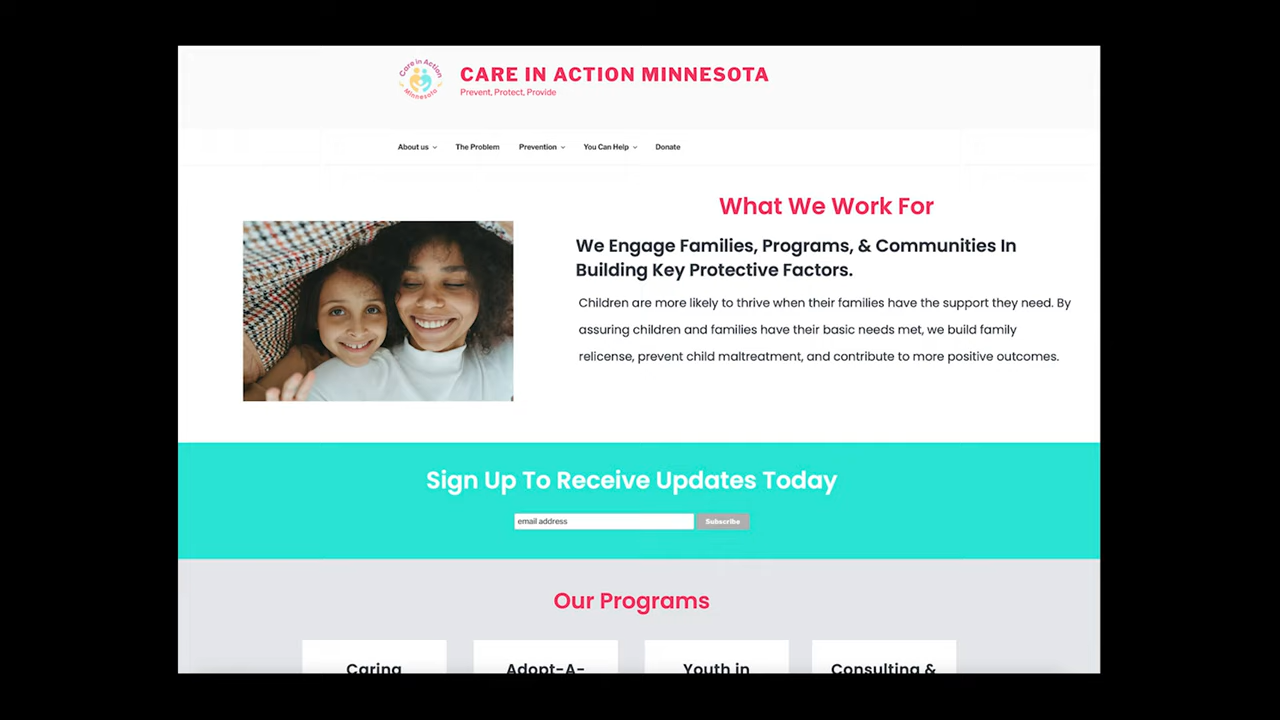 Care in Action
Minnesota
CARE IN ACTION MINNESOTA
Prevent, Protect, Provide
About us
The Problem
Prevention
You Can Help
Donate
What We Work For
We Engage Families, Programs, & Communities In
Building Key Protective Factors.
Children are more likely to thrive when their families have the support they need. By
assuring children and families have their basic needs met, we build family
relicense, prevent child maltreatment, and contribute to more positive outcomes.
Sign Up To Receive Updates Today
email address
Subscribe
Our Programs
Caring
Adopt-A-
Youth in
Consulting &